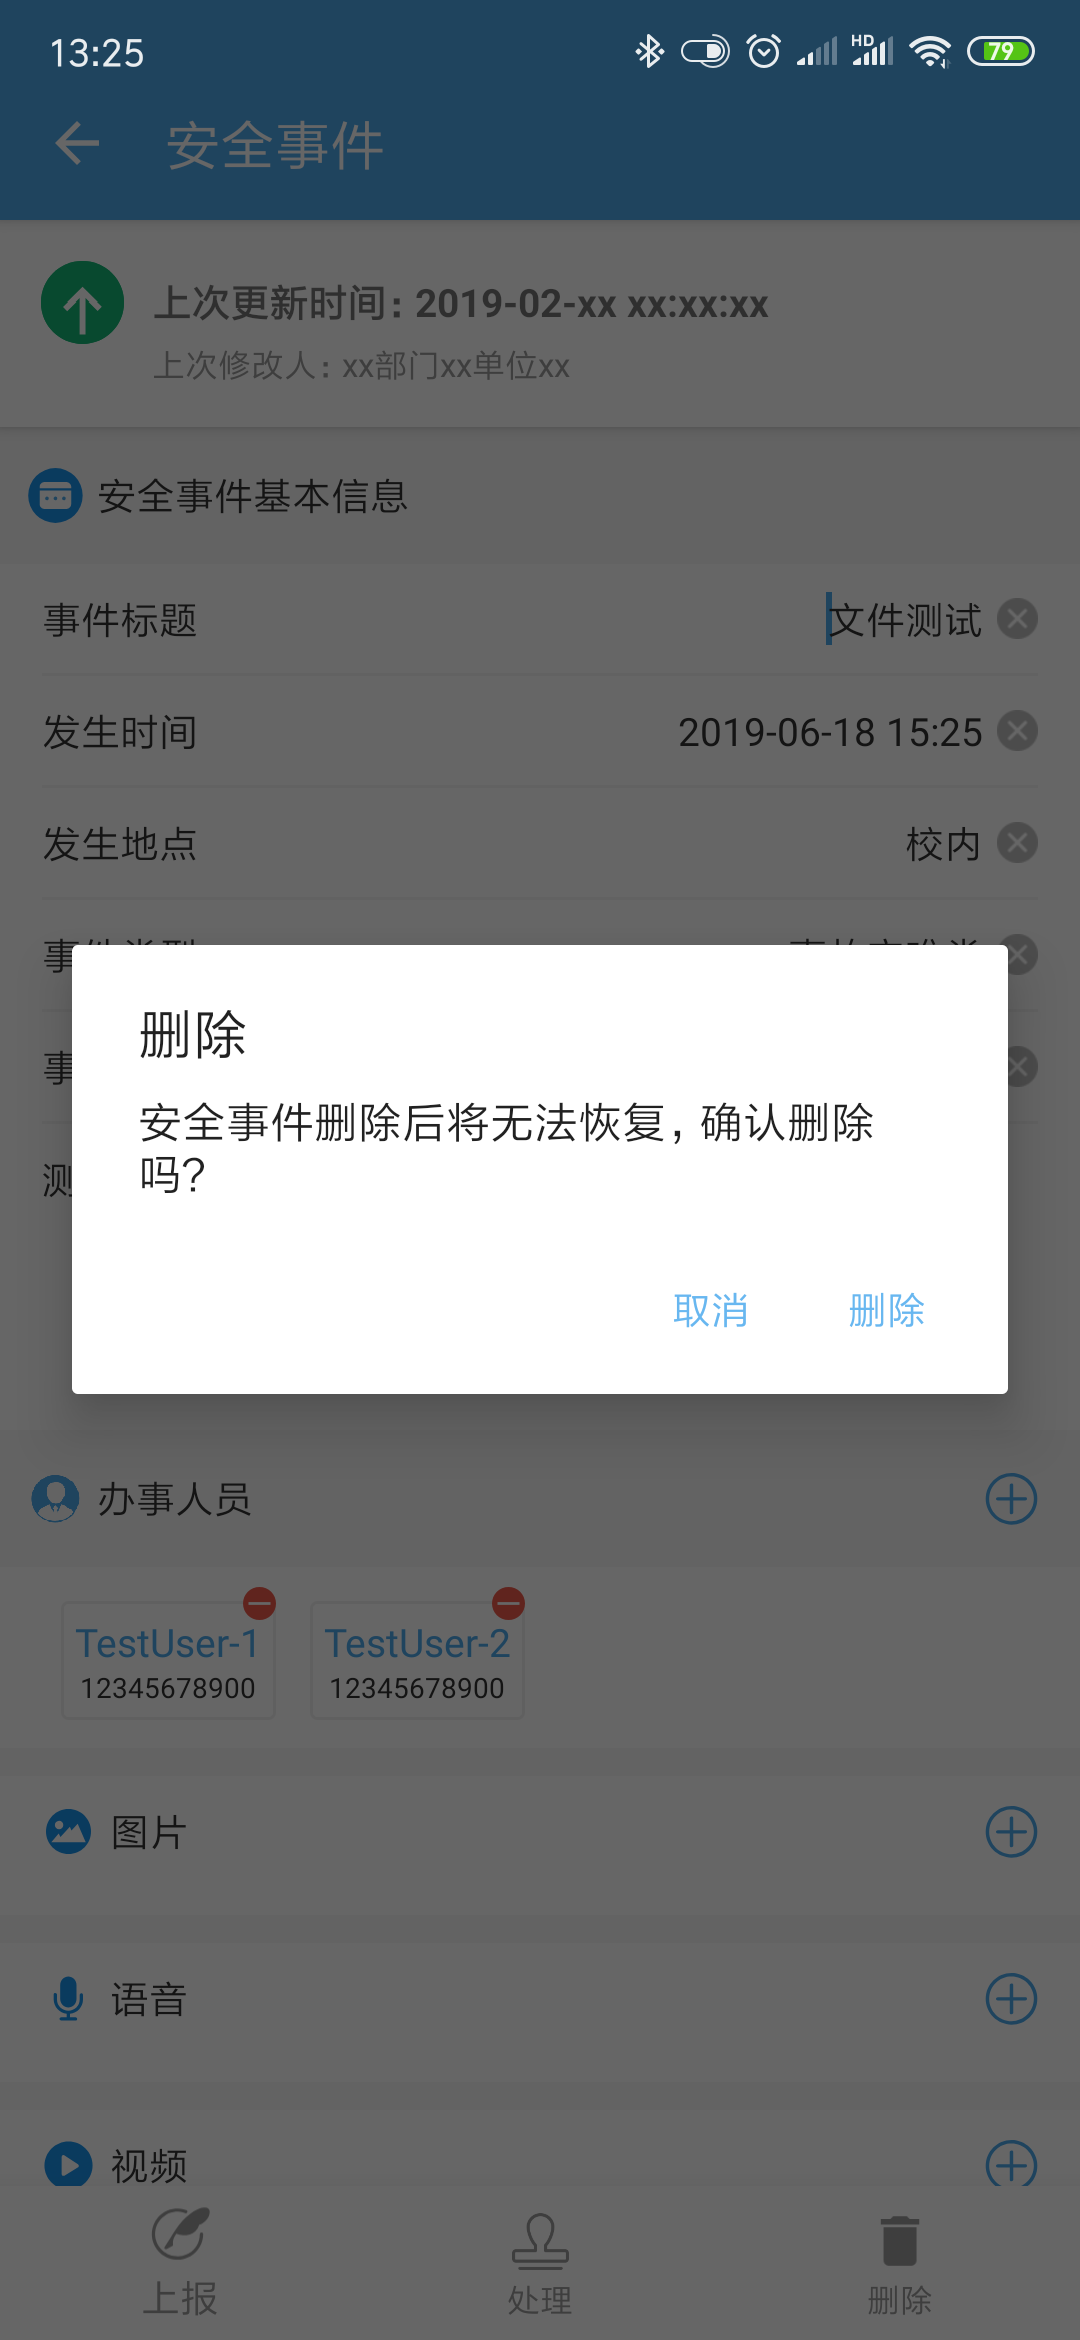 13:25
HD
79
安全事件
上次更新时间：2019-02-xx xx:xx:xx
上次修改人：xx部门xx单位xx
安全事件基本信息
事件标题 文件测试
发生时间 2019-06-18 15:25
发生地点 校内
删除
安全事件删除后将无法恢复，确认删除
吗？
取消 删除
办事人员
TestUser-1 TestUser-2
12345678900 12345678900
图片
语音
视频
上报 处理 删除